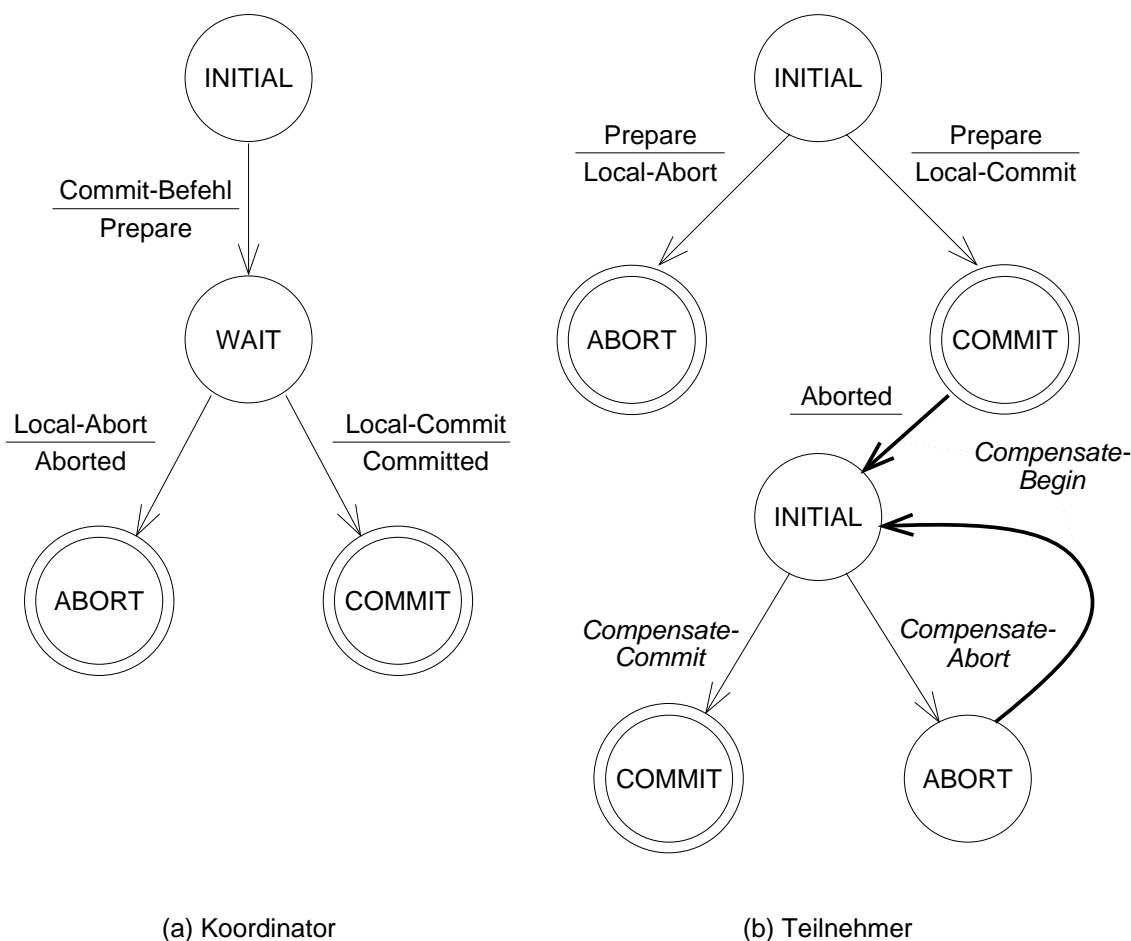 INITIAL
Commit-Befehl
Prepare
WAIT
Local-Abort
Aborted
Local-Commit
Committed
ABORT
COMMIT
(a) Koordinator
INITIAL
Prepare
Local-Abort
Prepare
Local-Commit
ABORT
COMMIT
Aborted
Compensate-
Begin
INITIAL
Compensate-
Commit
Compensate-
Abort
COMMIT
ABORT
(b) Teilnehmer